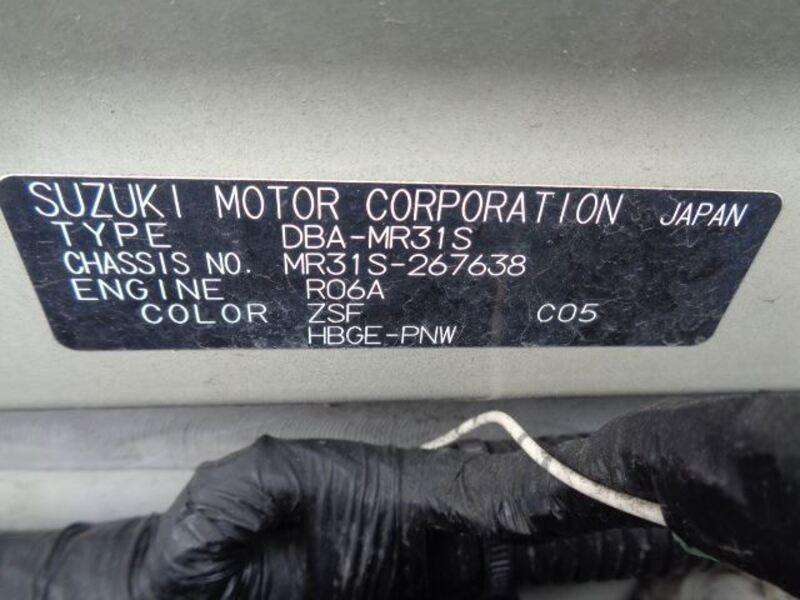 SUZUKI MOTOR CORPORATION JAPAN
TYPE DBA-MR31S
CHASSIS NO. MR31S-267638
ENGINE R06A
COLOR ZSF C05
HBGE-PNW